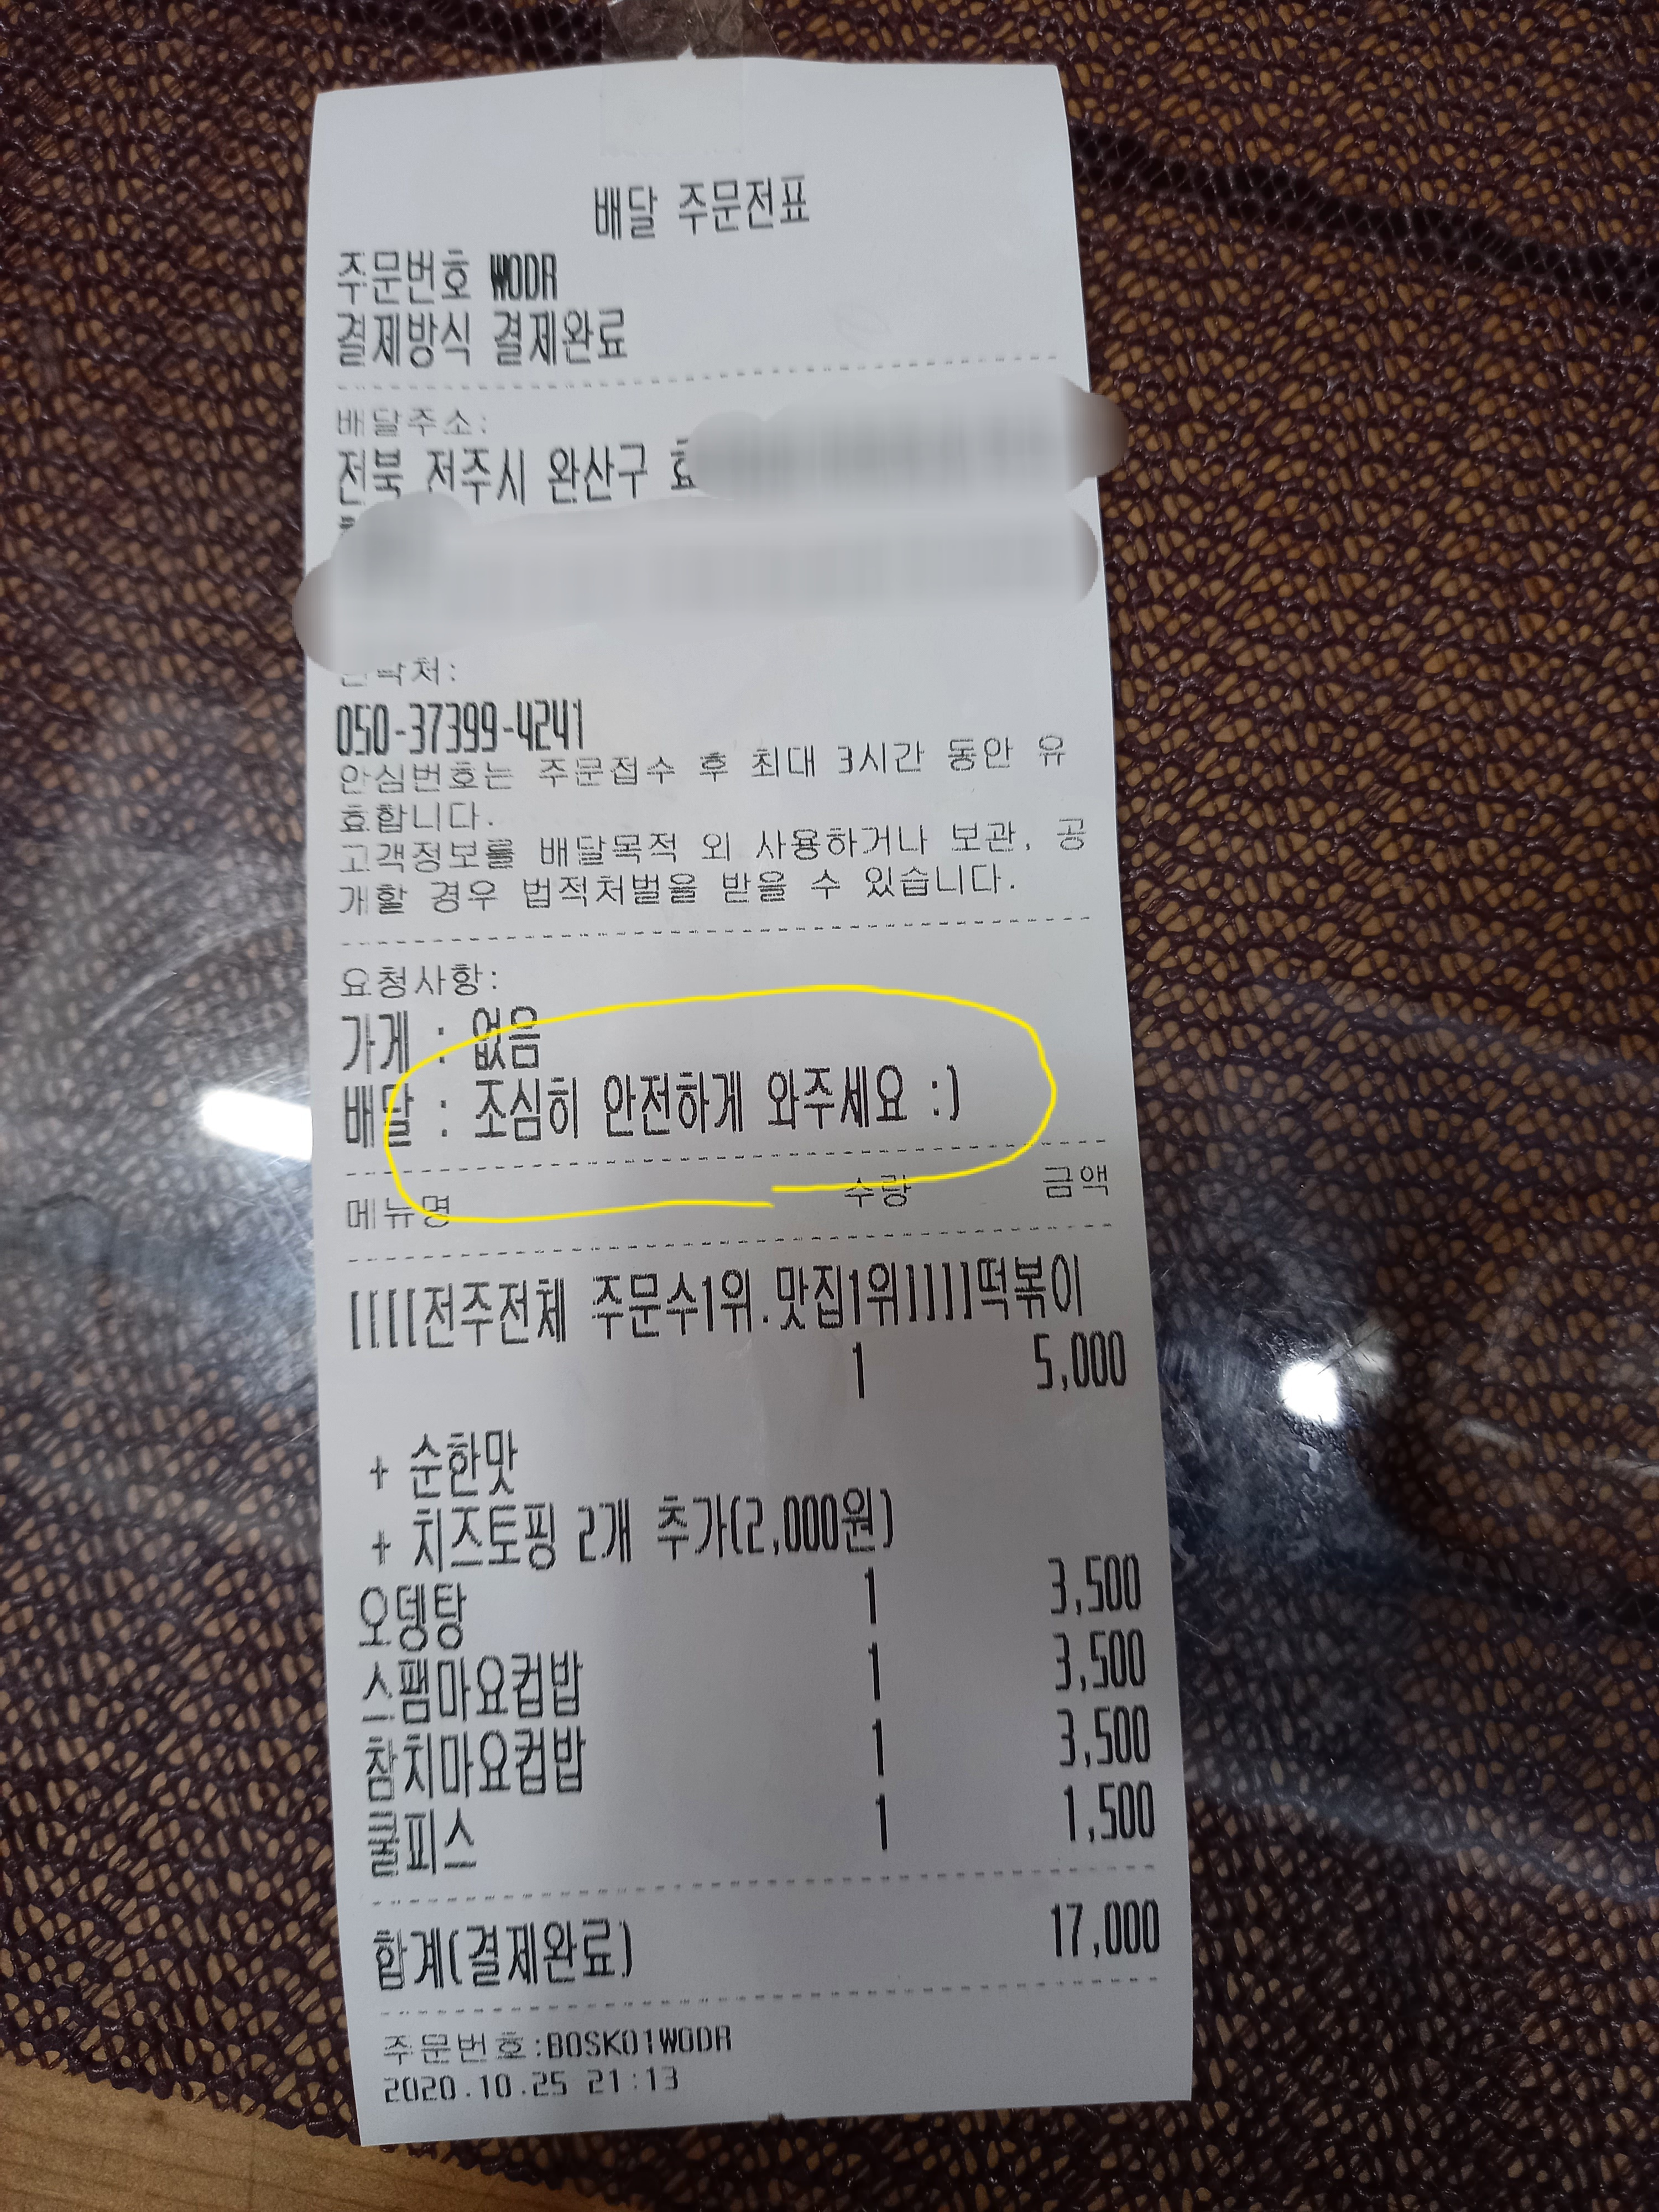 배달 주문전표
주문번호 WODR
결제방식 결제완료
배달주소:
전북 전주시 완산구
연락처:
050-37399-4241
안심번호는 주문접수 후 최대 3시간 동안 유
효합니다.
고객정보를 배달목적 외 사용하거나 보관, 공
개할 경우 법적처벌을 받을 수 있습니다.
요청사항:
가게 : 없음
배달 : 조심히 안전하게 와주세요 :)
메뉴명 수량 금액
[[[[전주전체 주문수1위.맛집1위]]]]떡볶이
1 5,000
+ 순한맛
+ 치즈토핑 2개 추가(2,000원)
오뎅탕 1 3,500
스팸마요컵밥 1 3,500
참치마요컵밥 1 3,500
쿨피스 1 1,500
합계(결제완료) 17,000
주문번호:B0SK01WODR
2020.10.25 21:13